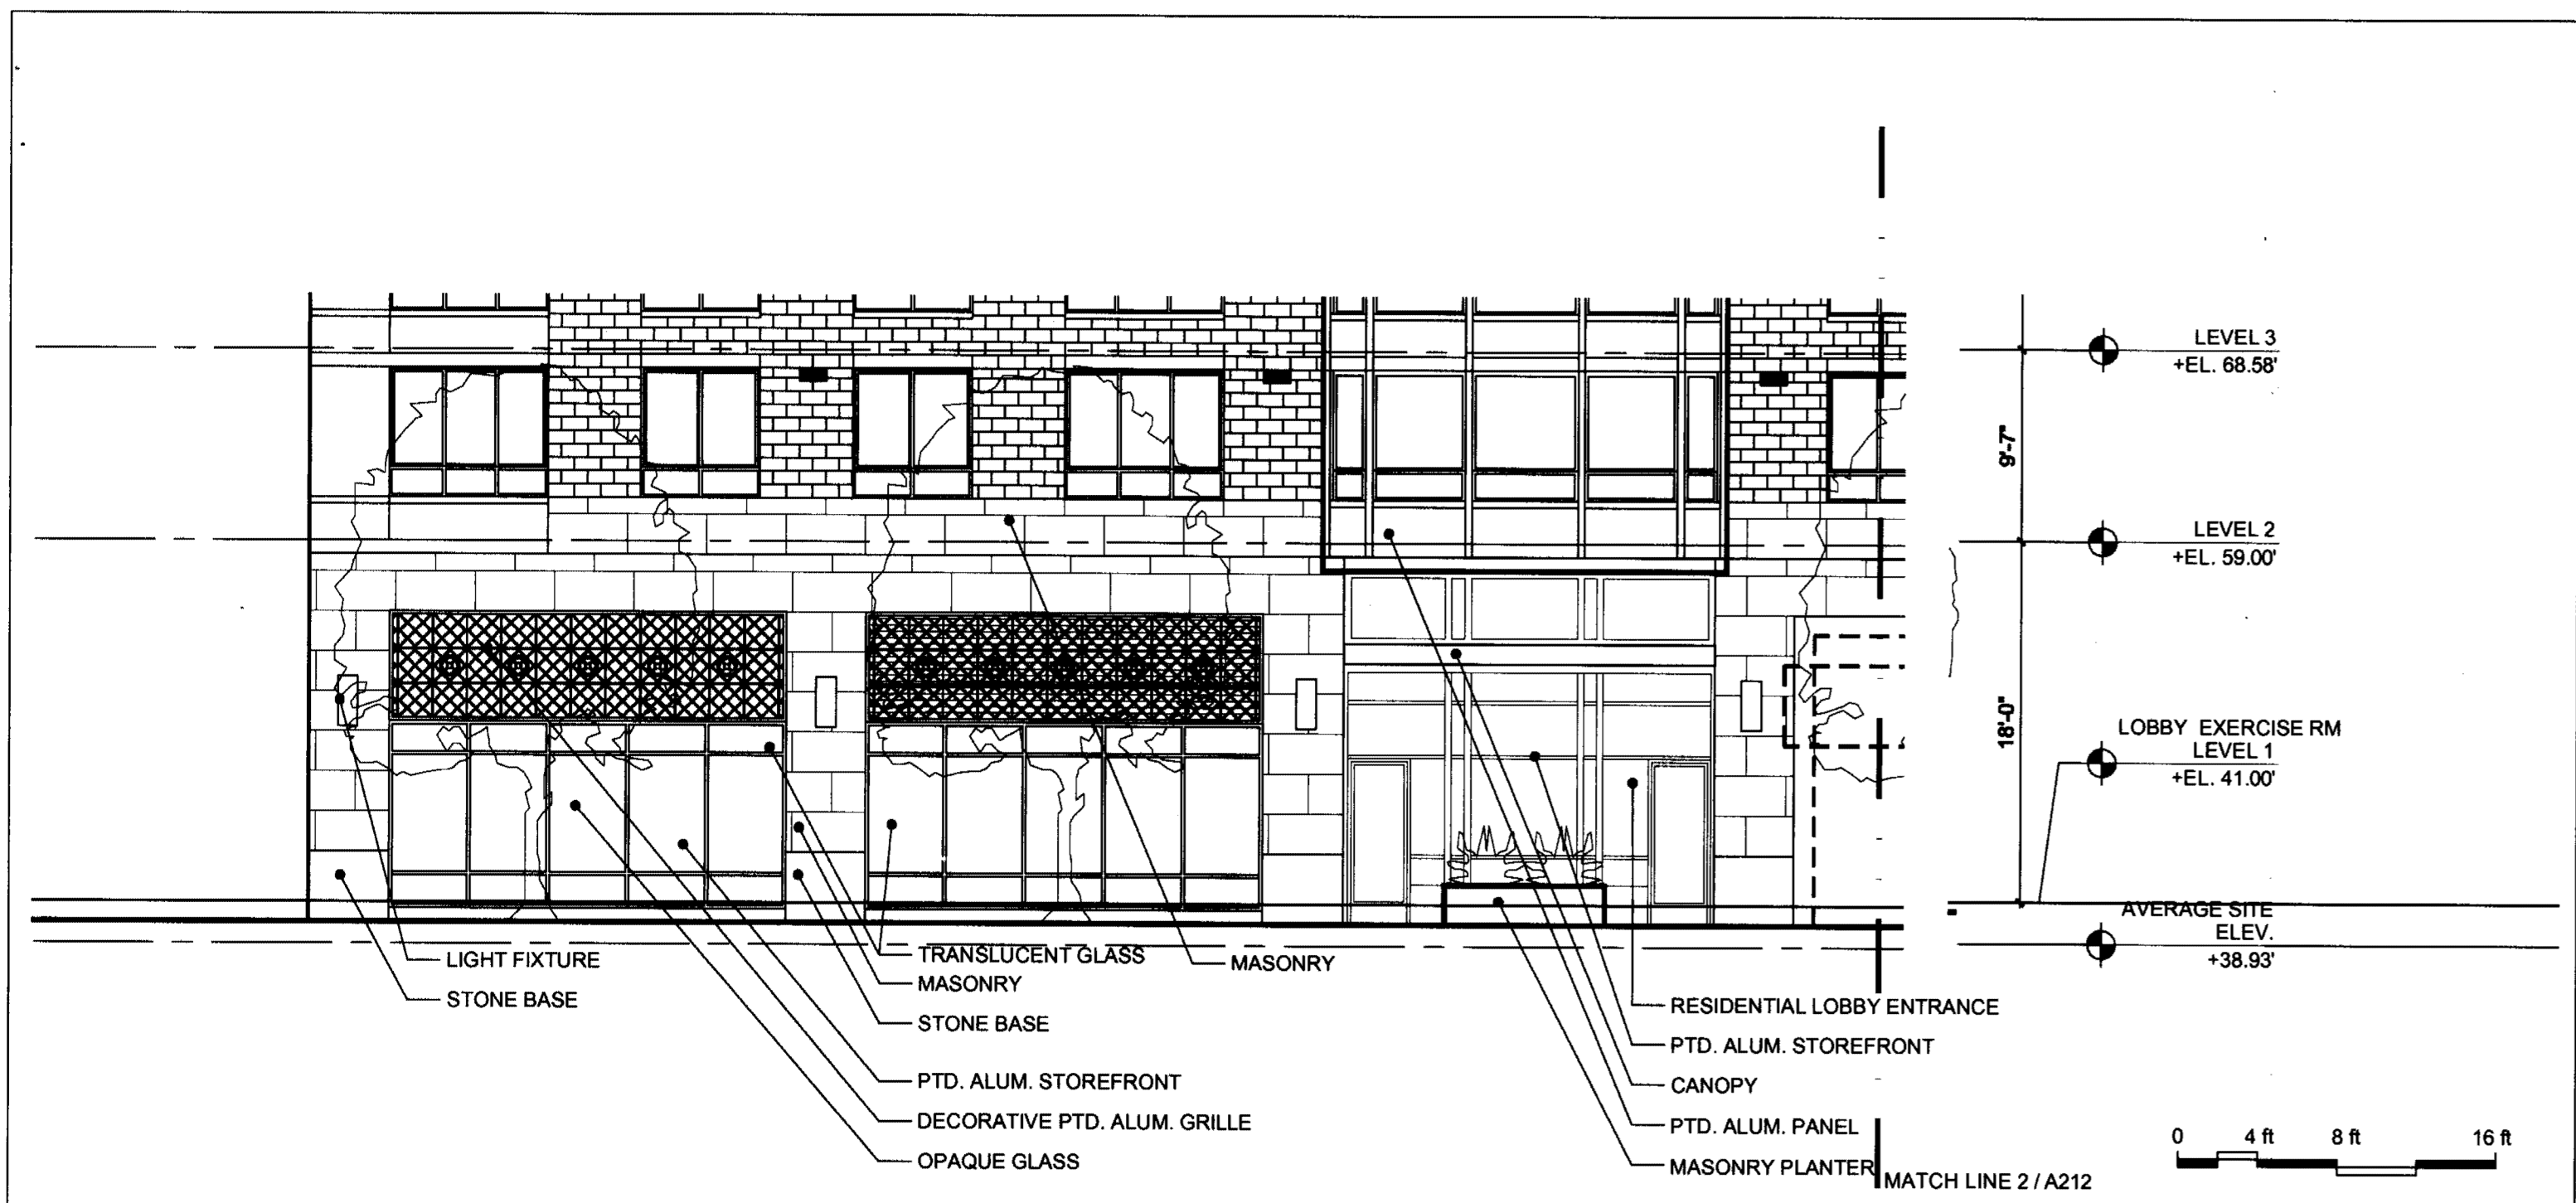 LEVEL 3
+EL. 68.58'
9'-7"
LEVEL 2
+EL. 59.00'
18'-0"
LOBBY EXERCISE RM
LEVEL 1
+EL. 41.00'
AVERAGE SITE
ELEV.
+38.93'
LIGHT FIXTURE
STONE BASE
TRANSLUCENT GLASS
MASONRY
STONE BASE
PTD. ALUM. STOREFRONT
DECORATIVE PTD. ALUM. GRILLE
OPAQUE GLASS
MASONRY
RESIDENTIAL LOBBY ENTRANCE
PTD. ALUM. STOREFRONT
CANOPY
PTD. ALUM. PANEL
MASONRY PLANTER
MATCH LINE 2 / A212
0 4 ft 8 ft 16 ft